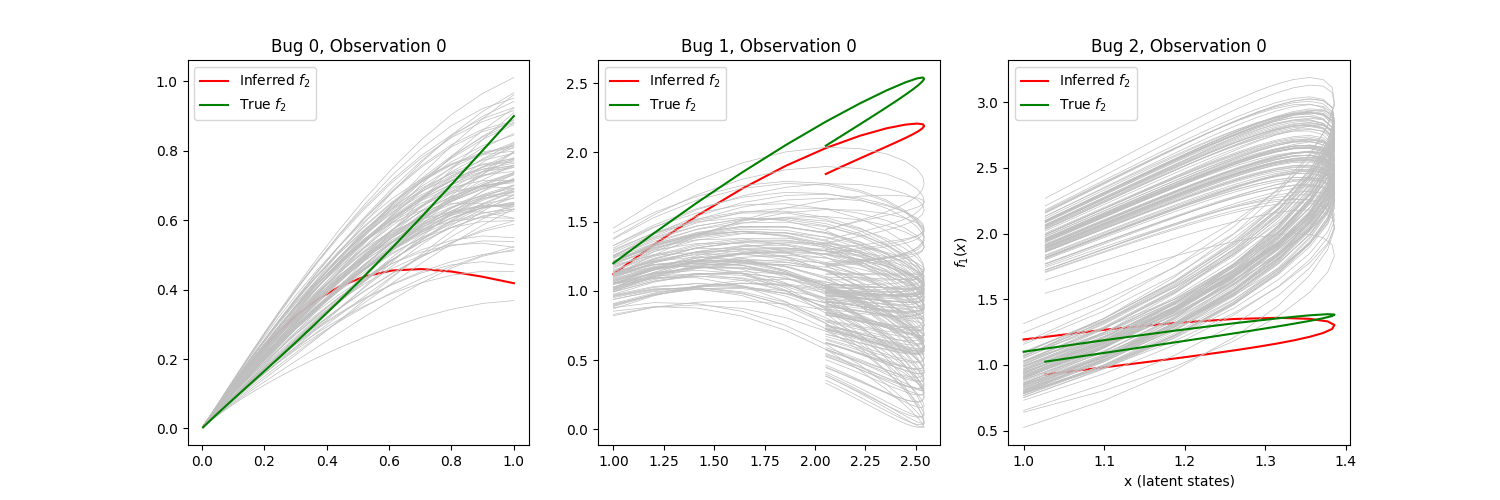 Bug 0, Observation 0
Inferred f₂
True f₂
1.0
0.8
0.6
0.4
0.2
0.0
0.0 0.2 0.4 0.6 0.8 1.0
Bug 1, Observation 0
Inferred f₂
True f₂
2.5
2.0
1.5
1.0
0.5
0.0
1.00 1.25 1.50 1.75 2.00 2.25 2.50
Bug 2, Observation 0
Inferred f₂
True f₂
f₁(x)
3.0
2.5
2.0
1.5
1.0
0.5
1.0 1.1 1.2 1.3 1.4
x (latent states)